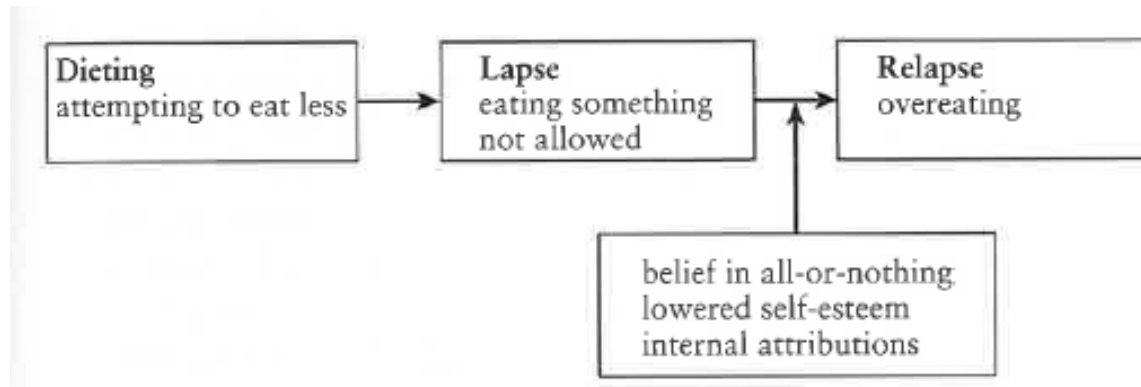 Dieting
attempting to eat less
Lapse
eating something
not allowed
Relapse
overeating
belief in all-or-nothing
lowered self-esteem
internal attributions